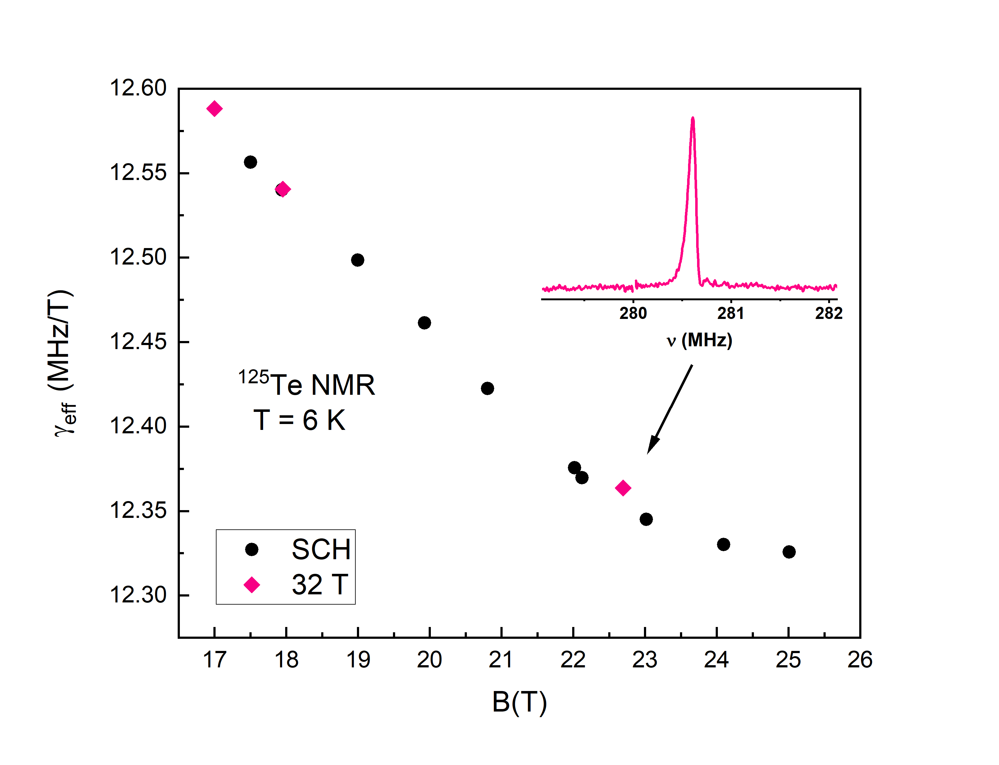 12.60
12.55
12.50
12.45
12.40
12.35
12.30
γeff (MHz/T)
280 281 282
ν (MHz)
125Te NMR
T = 6 K
SCH
32 T
17 18 19 20 21 22 23 24 25 26
B(T)